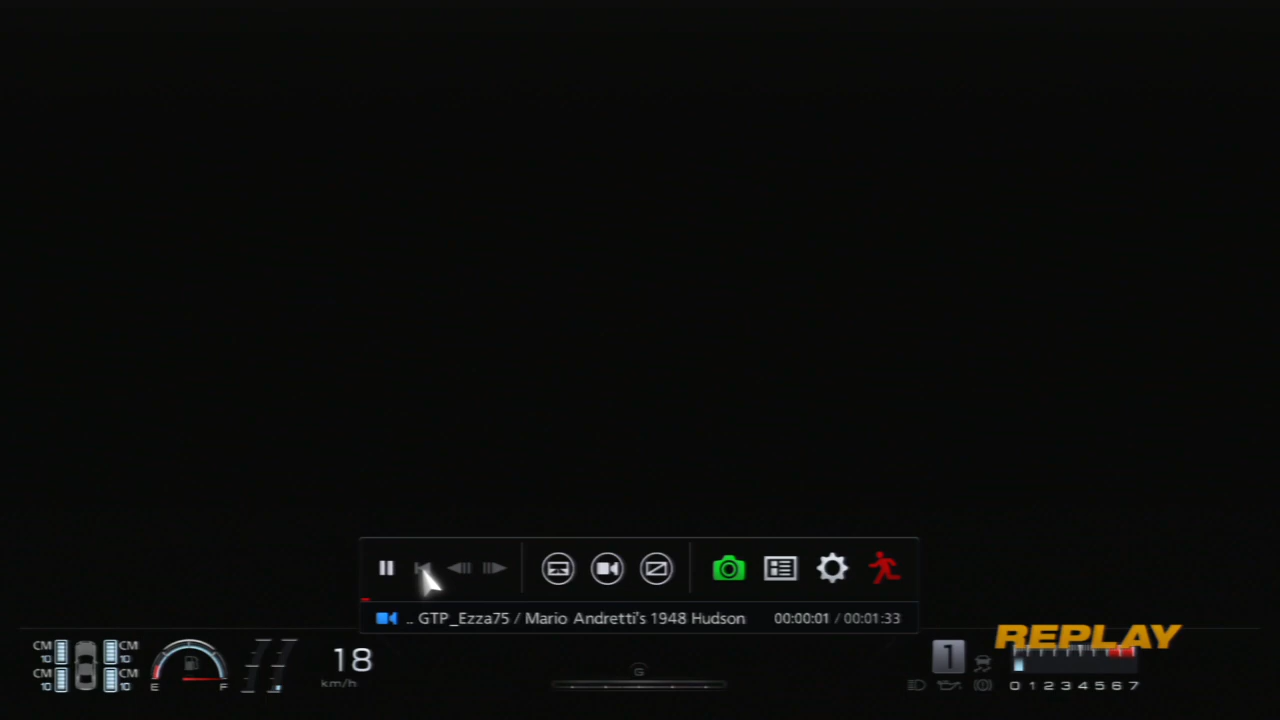 .. GTP_Ezza75 / Mario Andretti's 1948 Hudson 00:00:01 / 00:01:33
REPLAY
CM CM
10 10
CM CM
10 10
E F
18
km/h
G
1
0 1 2 3 4 5 6 7